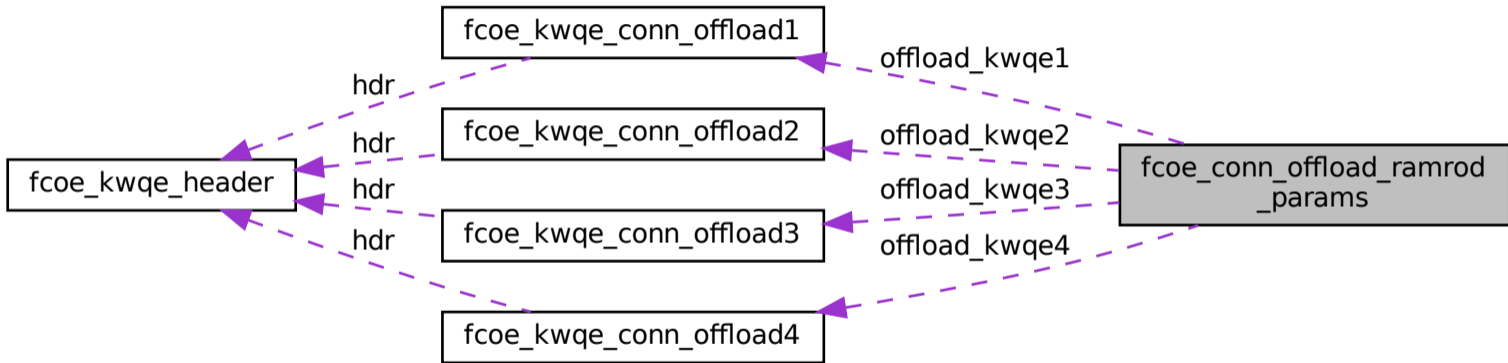 fcoe_kwqe_conn_offload1
offload_kwqe1
hdr
fcoe_kwqe_conn_offload2
offload_kwqe2
hdr
fcoe_kwqe_header
fcoe_conn_offload_ramrod
_params
hdr
offload_kwqe3
fcoe_kwqe_conn_offload3
hdr
offload_kwqe4
fcoe_kwqe_conn_offload4